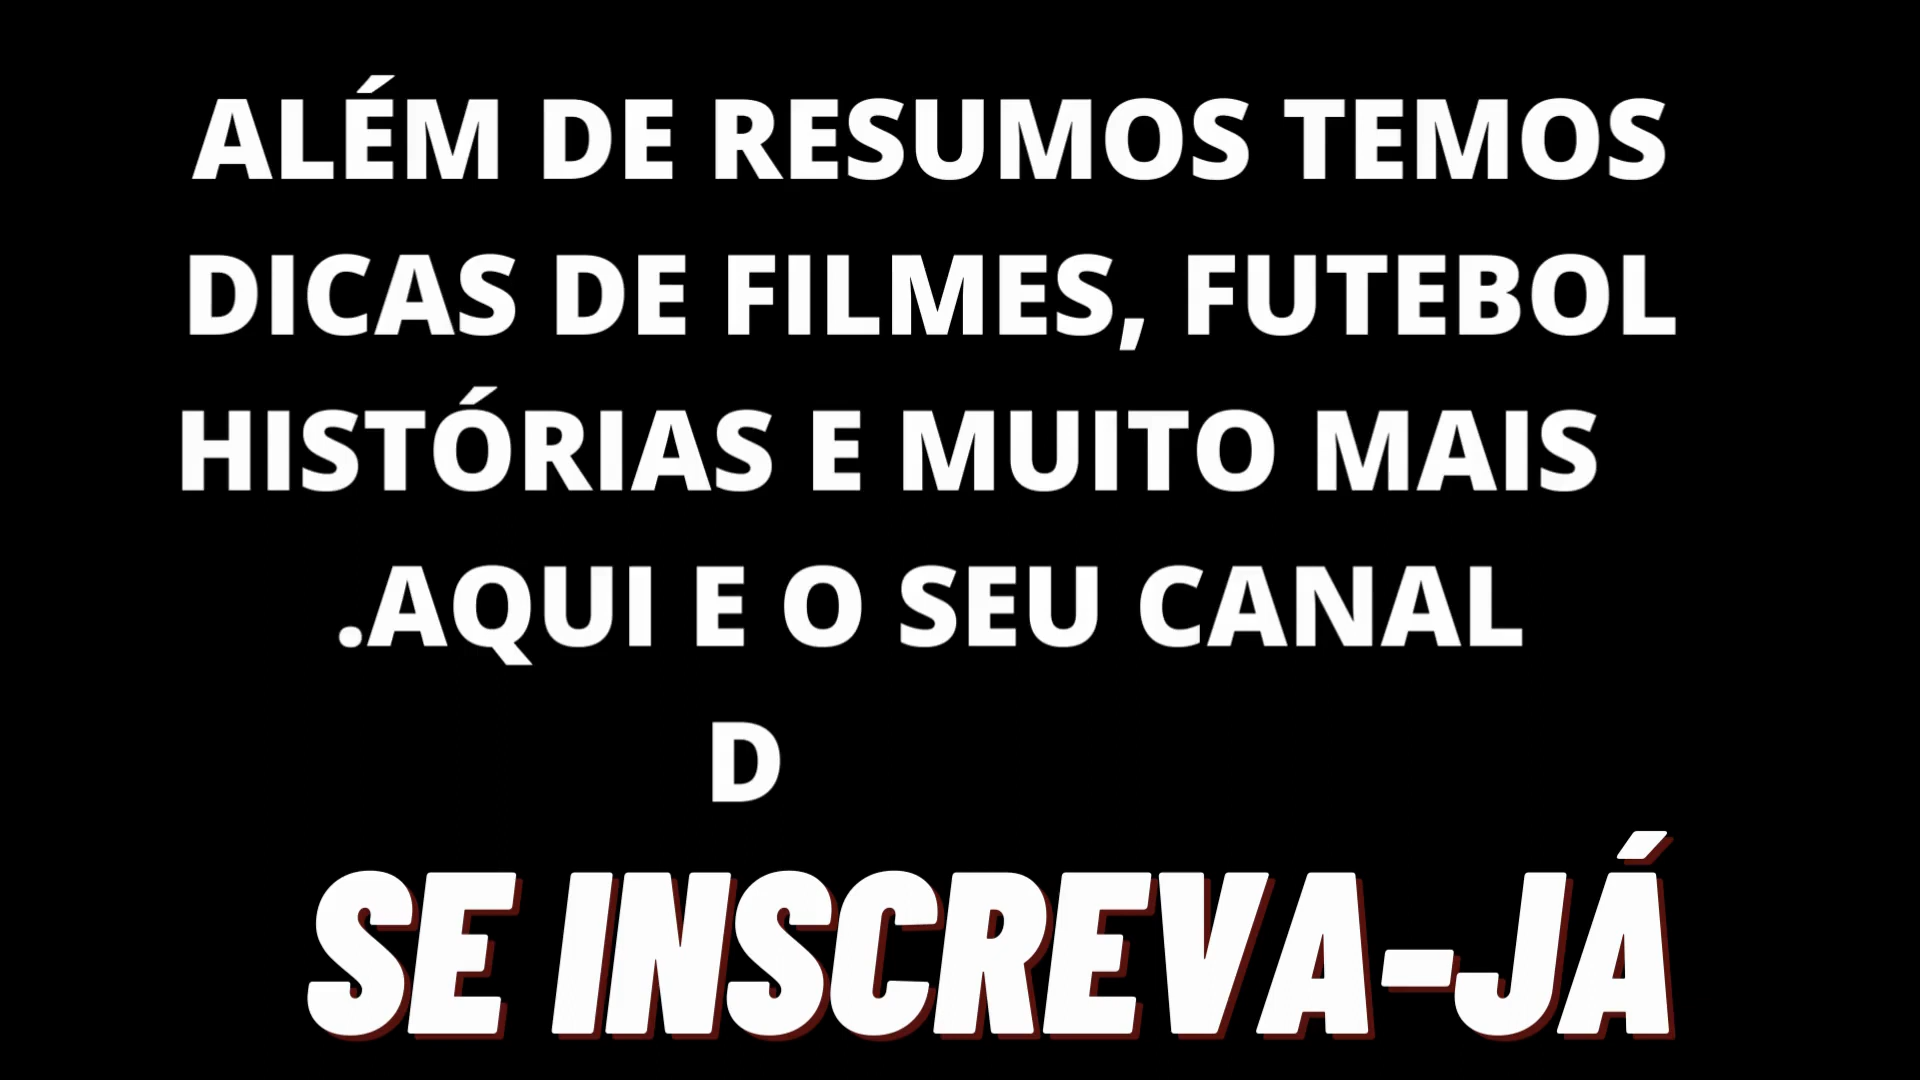 ALÉM DE RESUMOS TEMOS
DICAS DE FILMES, FUTEBOL
HISTÓRIAS E MUITO MAIS
.AQUI E O SEU CANAL
D
SE INSCREVA-JÁ